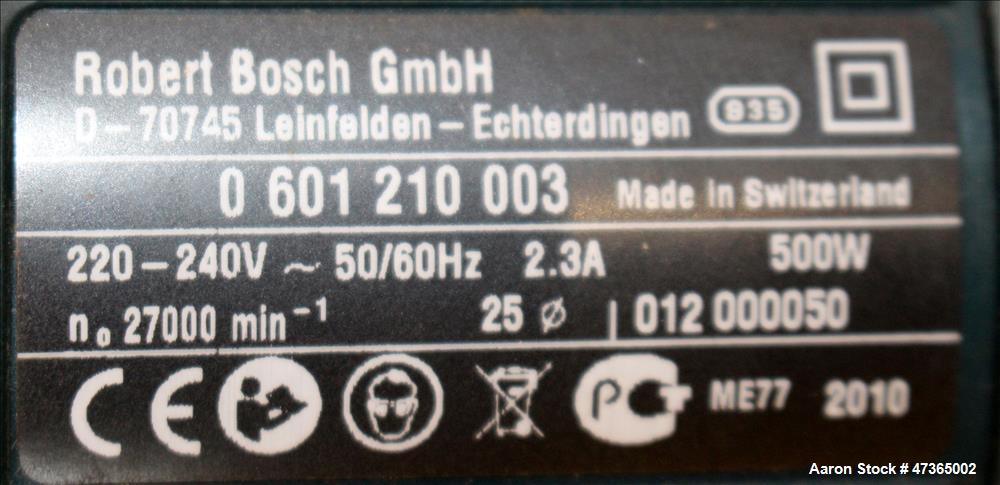 Robert Bosch GmbH
D-70745 Leinfelden-Echterdingen 935
0 601 210 003 Made in Switzerland
220-240V ~ 50/60Hz 2.3A 500W
n₀ 27000 min⁻¹ 25 ⌀ | 012 000050
CE PCT ME77 2010
Aaron Stock # 47365002